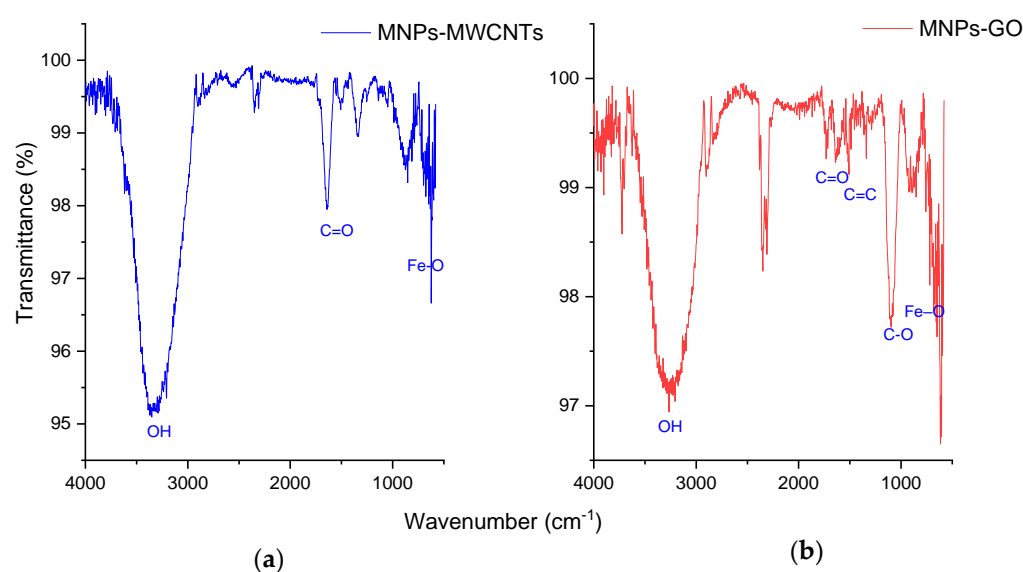 MNPs-MWCNTs
100
99
98
97
96
95
Transmittance (%)
C=O
Fe-O
OH
4000
3000
2000
1000
MNPs-GO
100
99
98
97
C=O
C=C
Fe–O
C-O
OH
4000
3000
2000
1000
Wavenumber (cm⁻¹)
(a)
(b)